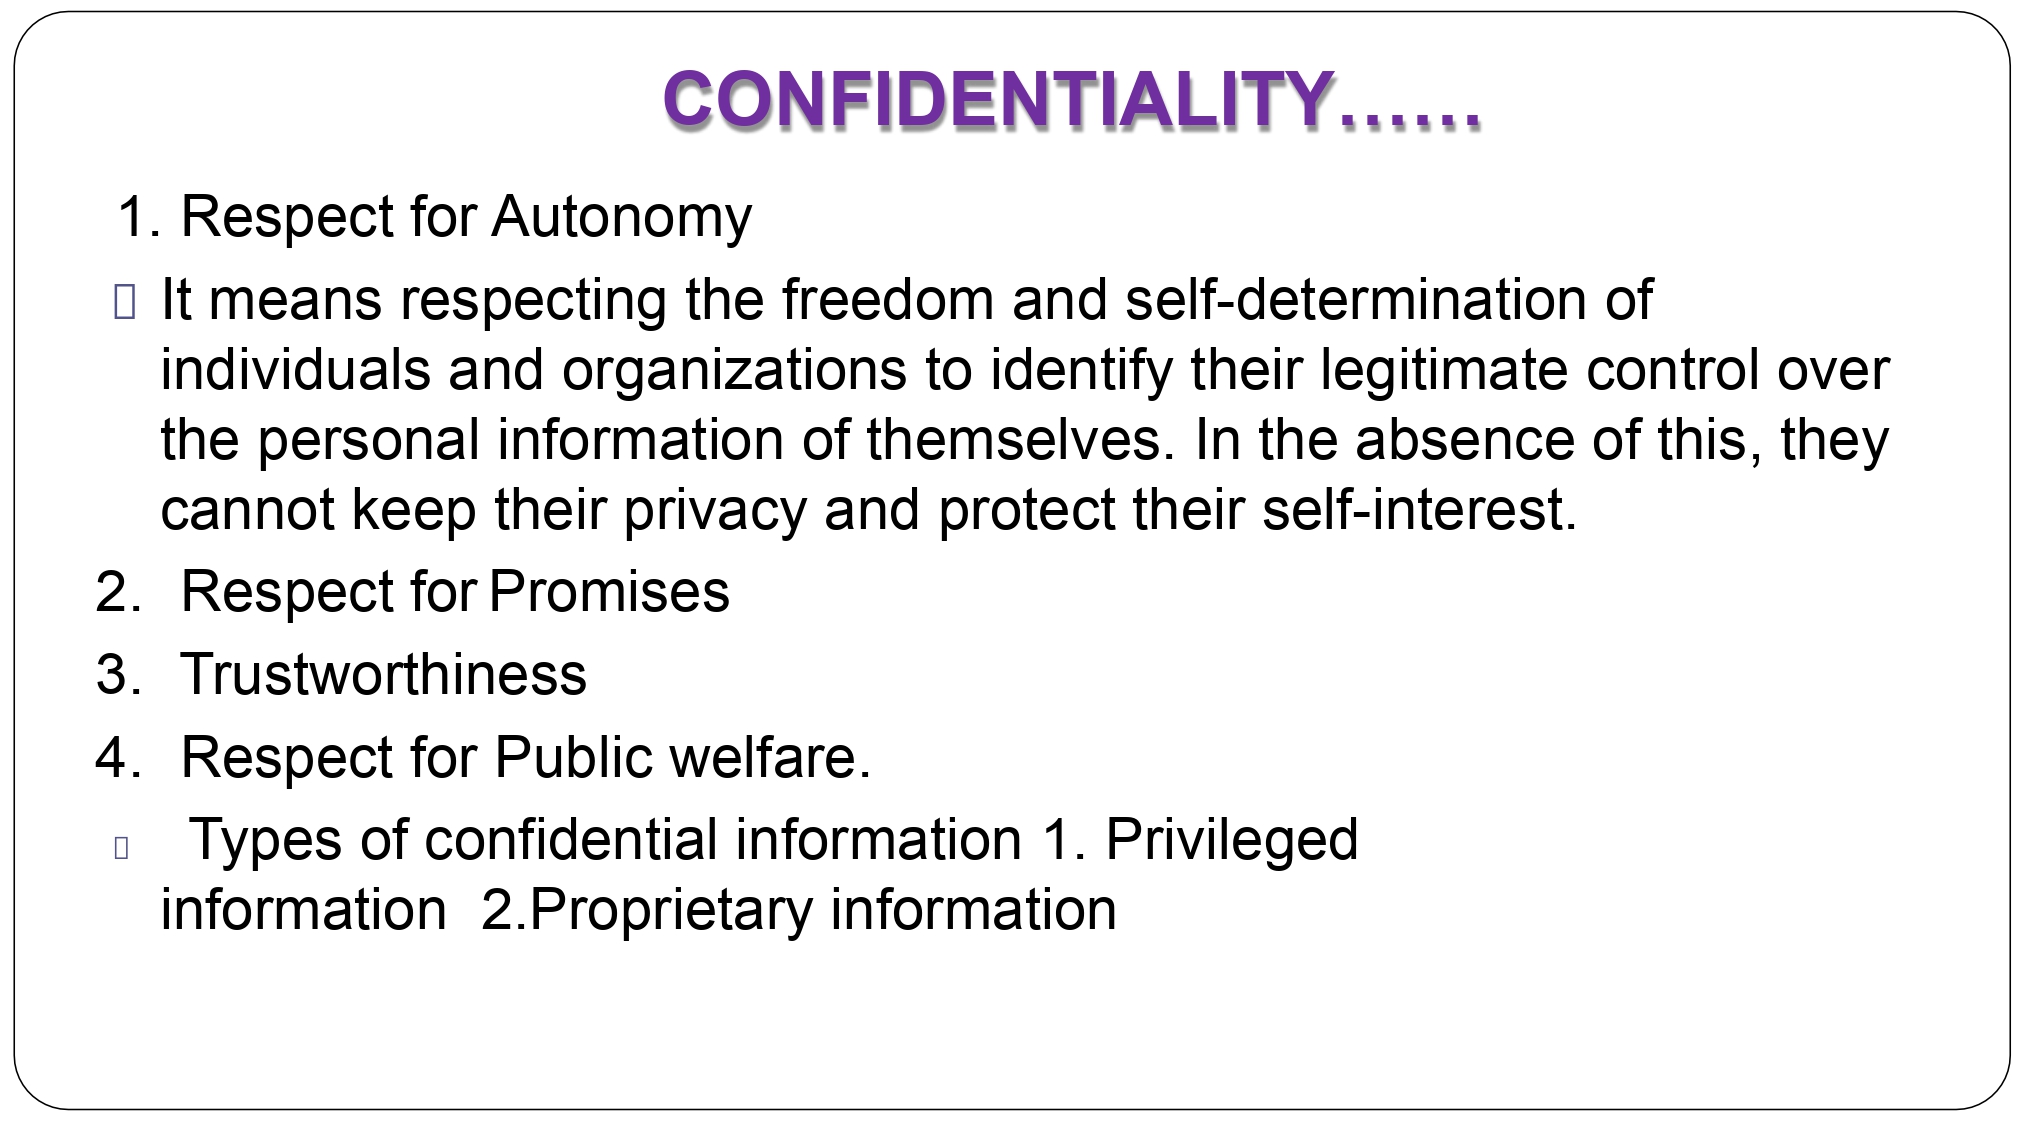 CONFIDENTIALITY……
1. Respect for Autonomy
It means respecting the freedom and self-determination of
individuals and organizations to identify their legitimate control over
the personal information of themselves. In the absence of this, they
cannot keep their privacy and protect their self-interest.
2. Respect for Promises
3. Trustworthiness
4. Respect for Public welfare.
Types of confidential information 1. Privileged
information 2.Proprietary information